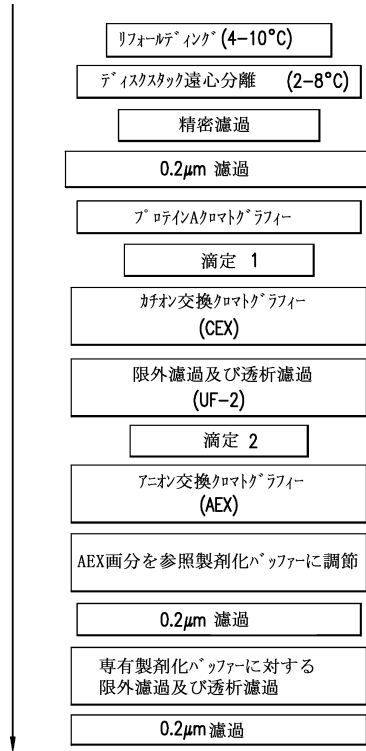 ﾘﾌｫｰﾙﾃﾞｨﾝｸﾞ (4–10°C)
ﾃﾞｨｽｸｽﾀｯｸ遠心分離 (2–8°C)
精密濾過
0.2μm 濾過
ﾌﾟﾛﾃｲﾝAｸﾛﾏﾄｸﾞﾗﾌｨｰ
滴定 1
ｶﾁｵﾝ交換ｸﾛﾏﾄｸﾞﾗﾌｨｰ
(CEX)
限外濾過及び透析濾過
(UF–2)
滴定 2
ｱﾆｵﾝ交換ｸﾛﾏﾄｸﾞﾗﾌｨｰ
(AEX)
AEX画分を参照製剤化ﾊﾞｯﾌｧｰに調節
0.2μm 濾過
専有製剤化ﾊﾞｯﾌｧｰに対する
限外濾過及び透析濾過
0.2μm 濾過